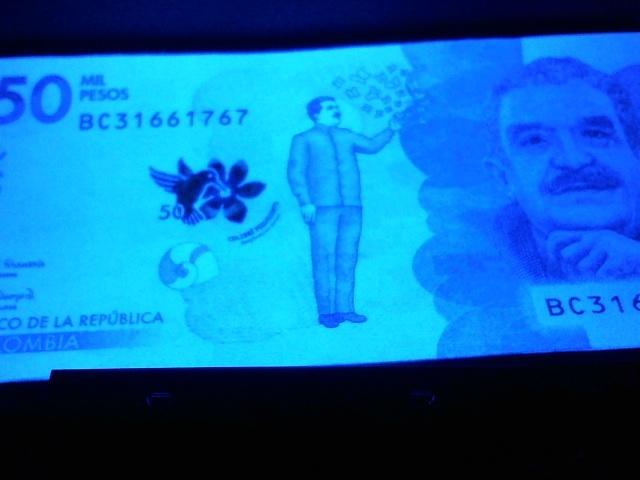 50 MIL
PESOS
BC31661767
50
CO DE LA REPÚBLICA
OMBIA
BC316